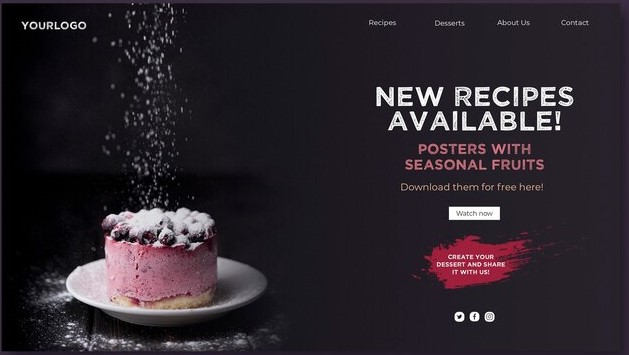 YOURLOGO
Recipes
Desserts
About Us
Contact
NEW RECIPES
AVAILABLE!
POSTERS WITH
SEASONAL FRUITS
Download them for free here!
Watch now
CREATE YOUR
DESSERT AND SHARE
IT WITH US!